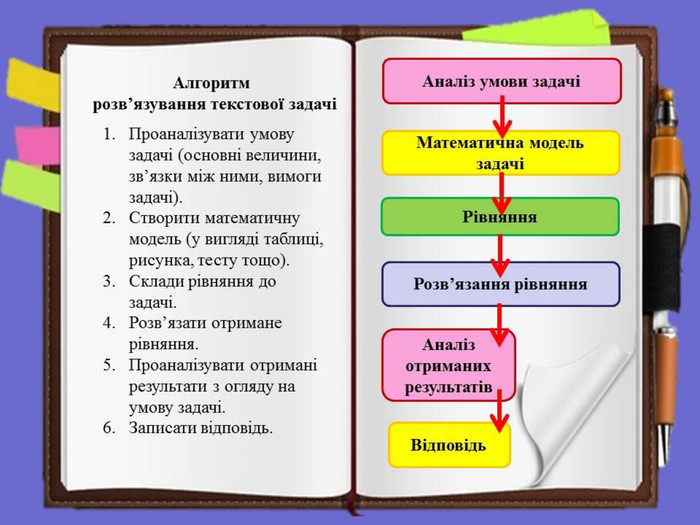 Алгоритм
розв’язування текстової задачі
1. Проаналізувати умову
задачі (основні величини,
зв’язки між ними, вимоги
задачі).
2. Створити математичну
модель (у вигляді таблиці,
рисунка, тесту тощо).
3. Склади рівняння до
задачі.
4. Розв’язати отримане
рівняння.
5. Проаналізувати отримані
результати з огляду на
умову задачі.
6. Записати відповідь.
Аналіз умови задачі
Математична модель
задачі
Рівняння
Розв’язання рівняння
Аналіз
отриманих
результатів
Відповідь